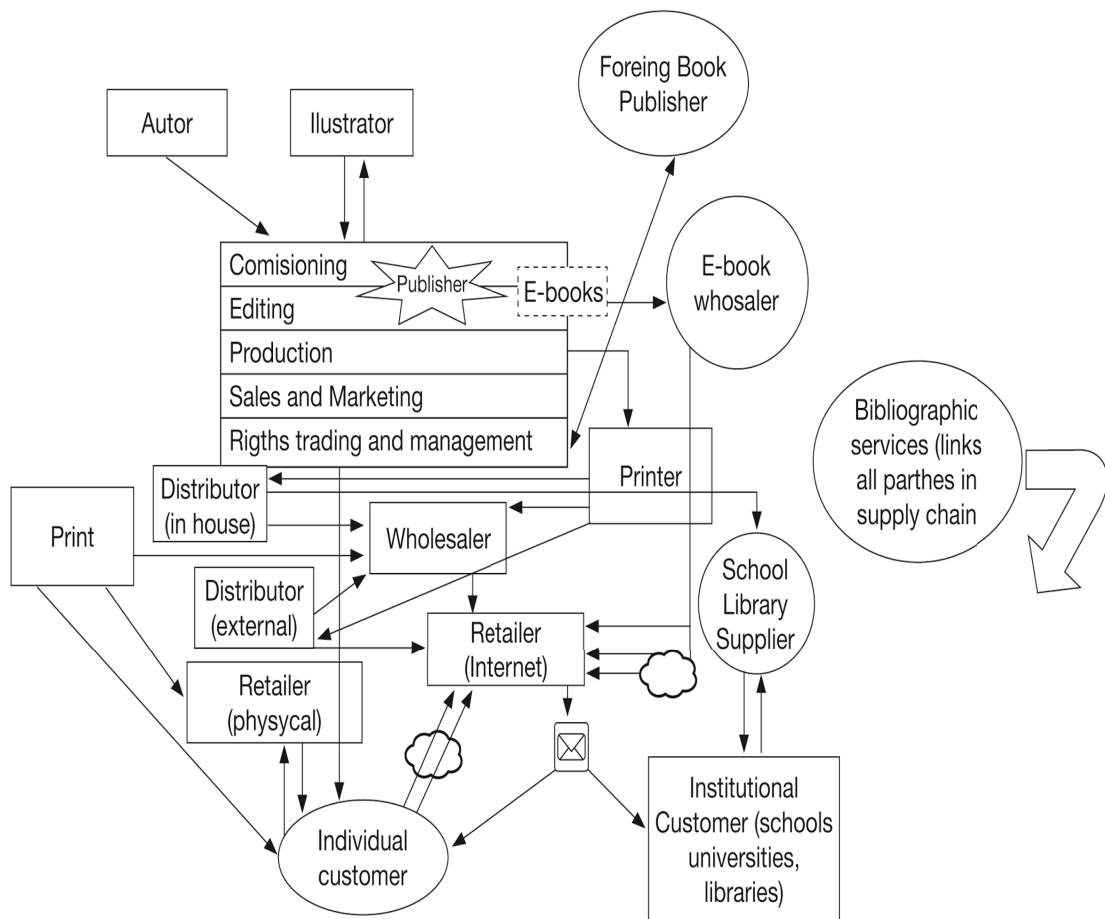 Foreing Book
Publisher
Autor
Ilustrator
Comisioning
Publisher
E-books
E-book
whosaler
Editing
Production
Sales and Marketing
Rigths trading and management
Bibliographic
services (links
all parthes in
supply chain
Printer
Distributor
(in house)
Print
Wholesaler
School
Library
Supplier
Distributor
(external)
Retailer
(Internet)
Retailer
(physycal)
Institutional
Customer (schools
universities,
libraries)
Individual
customer